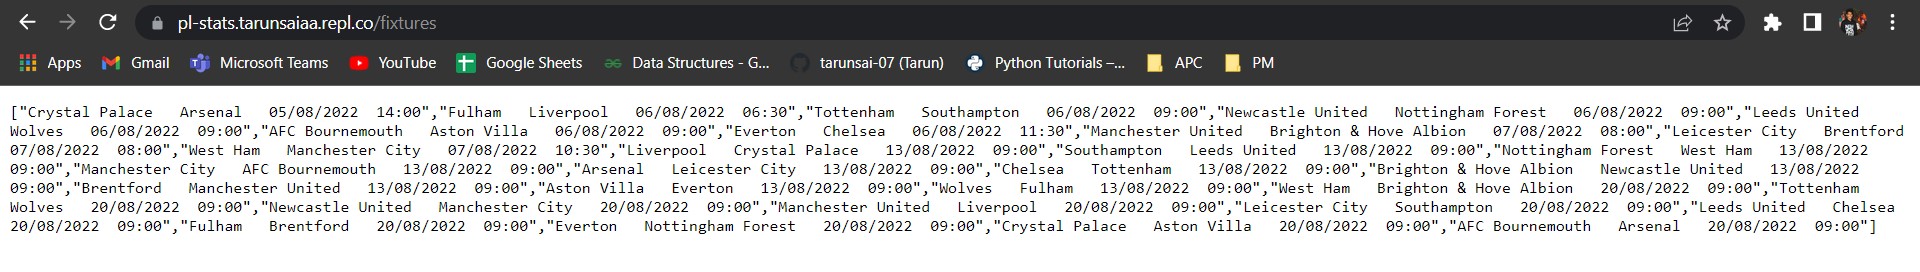 pl-stats.tarunsaiaa.repl.co/fixtures
Apps Gmail Microsoft Teams YouTube Google Sheets Data Structures - G... tarunsai-07 (Tarun) Python Tutorials –... APC PM
["Crystal Palace   Arsenal   05/08/2022  14:00","Fulham   Liverpool   06/08/2022  06:30","Tottenham   Southampton   06/08/2022  09:00","Newcastle United   Nottingham Forest   06/08/2022  09:00","Leeds United
Wolves   06/08/2022  09:00","AFC Bournemouth   Aston Villa   06/08/2022  09:00","Everton   Chelsea   06/08/2022  11:30","Manchester United   Brighton & Hove Albion   07/08/2022  08:00","Leicester City   Brentford
07/08/2022  08:00","West Ham   Manchester City   07/08/2022  10:30","Liverpool   Crystal Palace   13/08/2022  09:00","Southampton   Leeds United   13/08/2022  09:00","Nottingham Forest   West Ham   13/08/2022
09:00","Manchester City   AFC Bournemouth   13/08/2022  09:00","Arsenal   Leicester City   13/08/2022  09:00","Chelsea   Tottenham   13/08/2022  09:00","Brighton & Hove Albion   Newcastle United   13/08/2022
09:00","Brentford   Manchester United   13/08/2022  09:00","Aston Villa   Everton   13/08/2022  09:00","Wolves   Fulham   13/08/2022  09:00","West Ham   Brighton & Hove Albion   20/08/2022  09:00","Tottenham
Wolves   20/08/2022  09:00","Newcastle United   Manchester City   20/08/2022  09:00","Manchester United   Liverpool   20/08/2022  09:00","Leicester City   Southampton   20/08/2022  09:00","Leeds United   Chelsea
20/08/2022  09:00","Fulham   Brentford   20/08/2022  09:00","Everton   Nottingham Forest   20/08/2022  09:00","Crystal Palace   Aston Villa   20/08/2022  09:00","AFC Bournemouth   Arsenal   20/08/2022  09:00"]